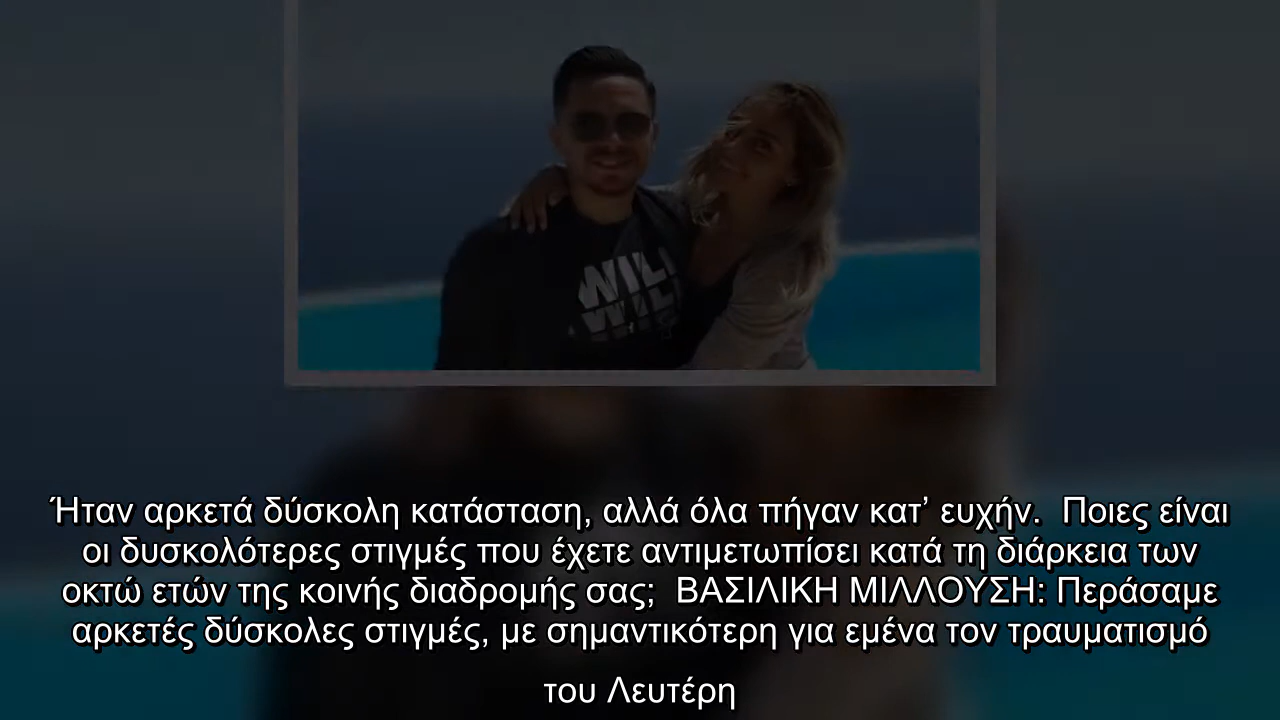 WILL
WILL
Ήταν αρκετά δύσκολη κατάσταση, αλλά όλα πήγαν κατ’ ευχήν.  Ποιες είναι
οι δυσκολότερες στιγμές που έχετε αντιμετωπίσει κατά τη διάρκεια των
οκτώ ετών της κοινής διαδρομής σας;  ΒΑΣΙΛΙΚΗ ΜΙΛΛΟΥΣΗ: Περάσαμε
αρκετές δύσκολες στιγμές, με σημαντικότερη για εμένα τον τραυματισμό
του Λευτέρη